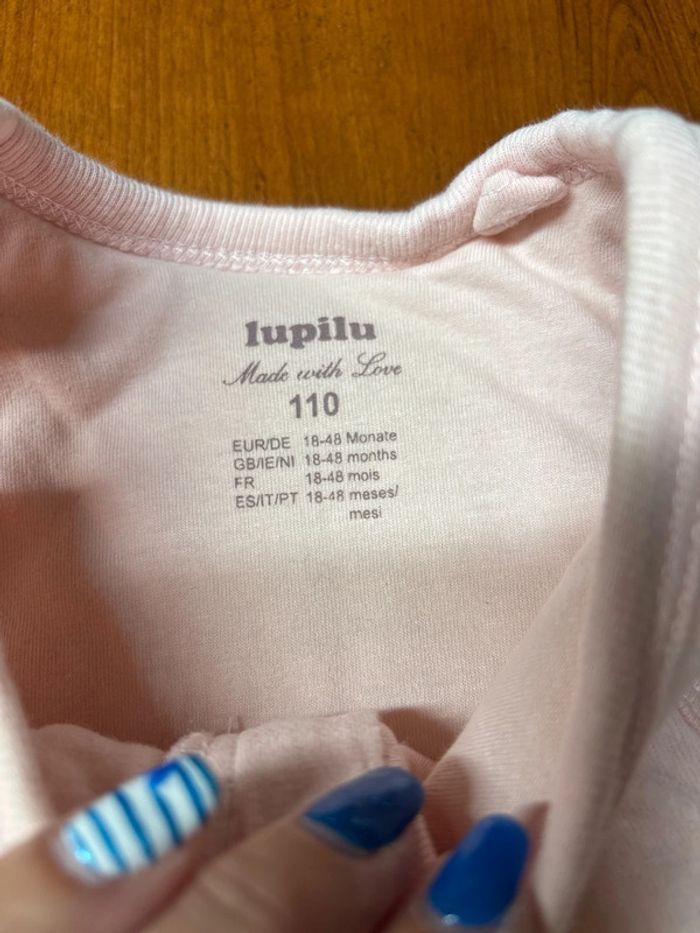 lupilu
Made with Love
110
EUR/DE 18-48 Monate
GB/IE/NI 18-48 months
FR 18-48 mois
ES/IT/PT 18-48 meses/
mesi